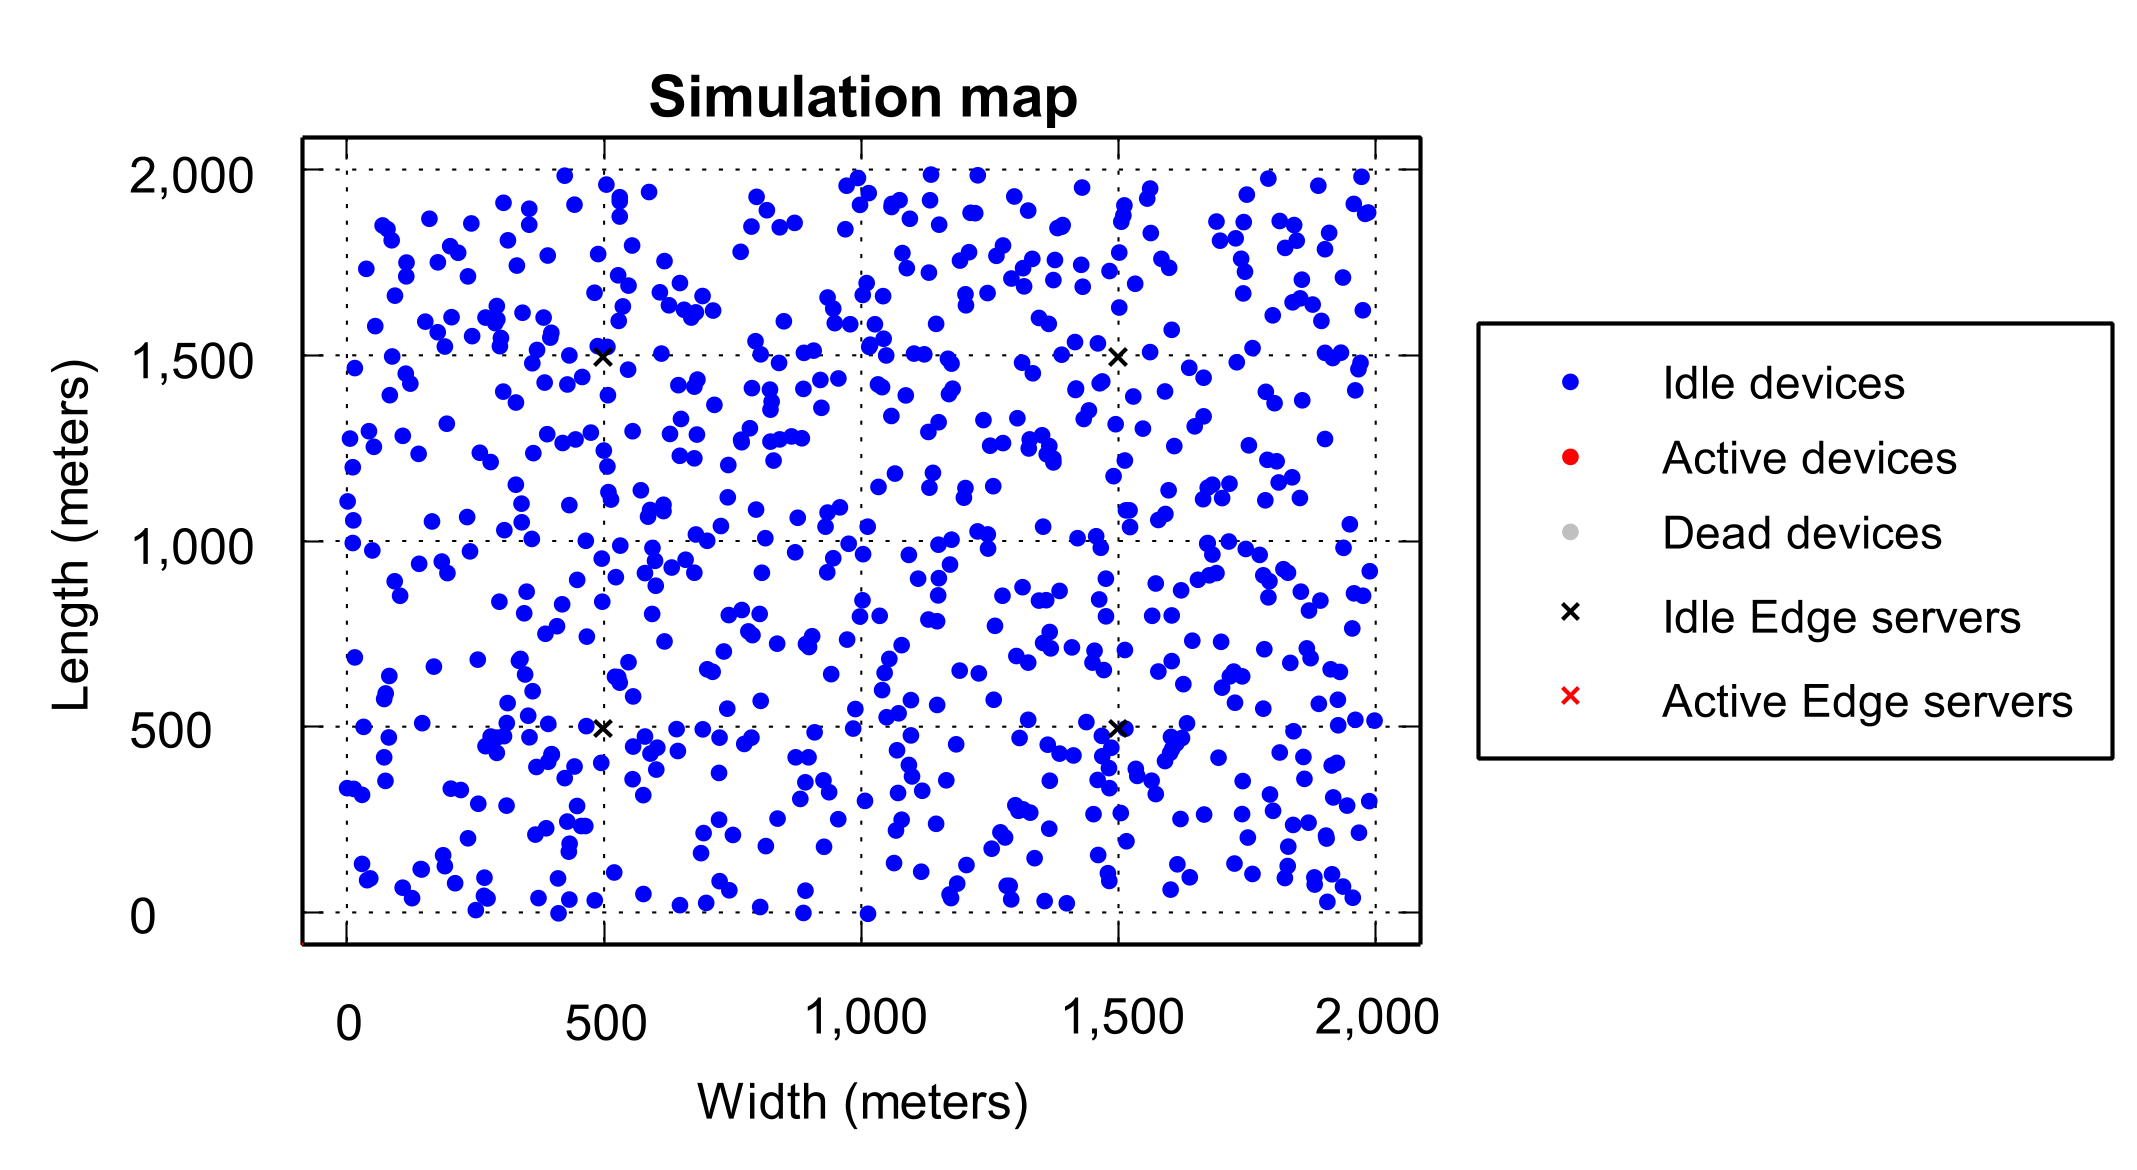 Simulation map
2,000
1,500
1,000
500
0
Length (meters)
0
500
1,000
1,500
2,000
Width (meters)
Idle devices
Active devices
Dead devices
Idle Edge servers
Active Edge servers